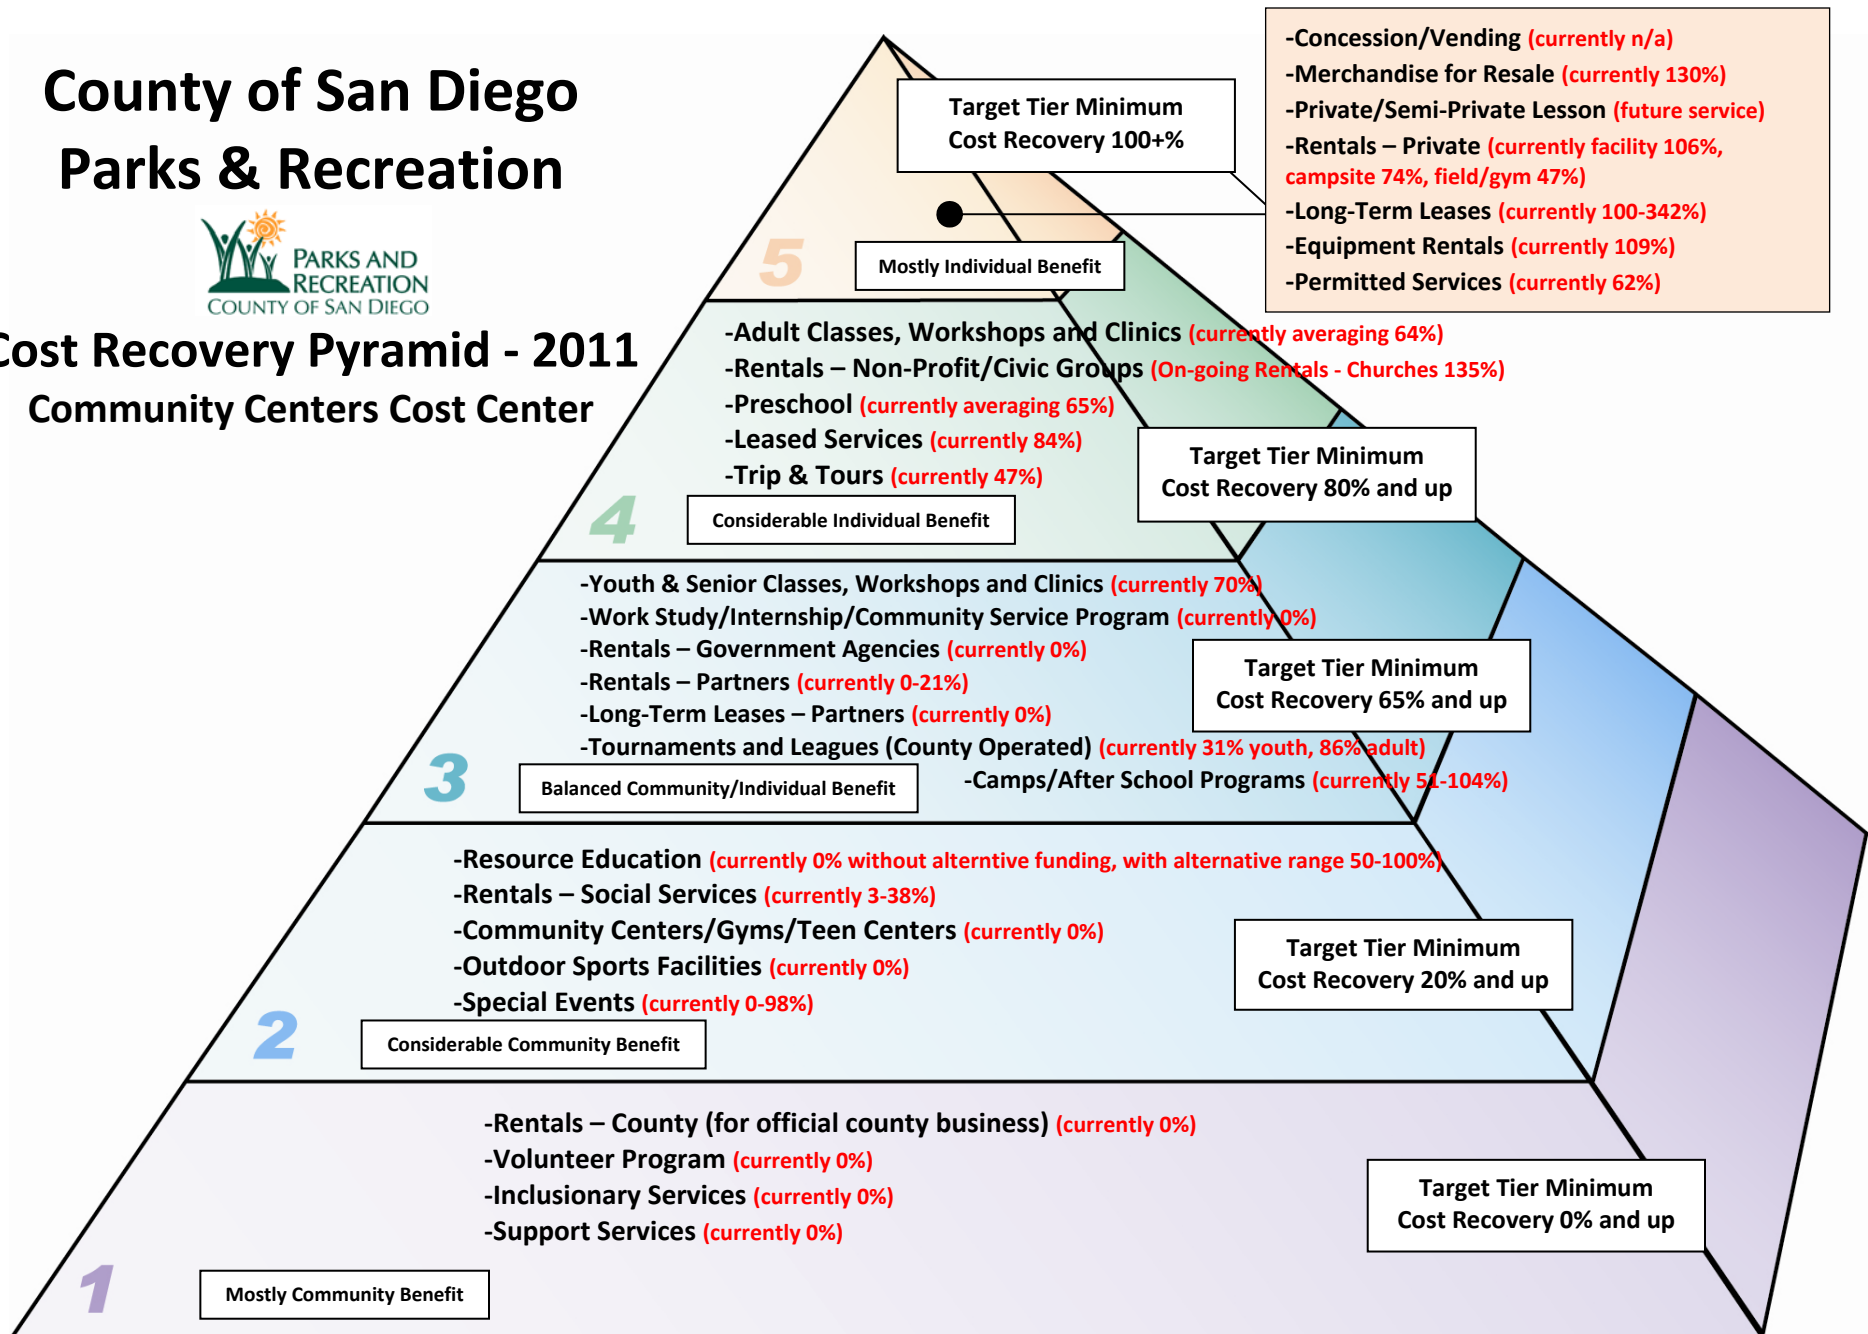 County of San Diego
Parks & Recreation
PARKS AND
RECREATION
COUNTY OF SAN DIEGO
Cost Recovery Pyramid - 2011
Community Centers Cost Center
Target Tier Minimum
Cost Recovery 100+%
-Concession/Vending (currently n/a)
-Merchandise for Resale (currently 130%)
-Private/Semi-Private Lesson (future service)
-Rentals – Private (currently facility 106%,
campsite 74%, field/gym 47%)
-Long-Term Leases (currently 100-342%)
-Equipment Rentals (currently 109%)
-Permitted Services (currently 62%)
5
Mostly Individual Benefit
-Adult Classes, Workshops and Clinics (currently averaging 64%)
-Rentals – Non-Profit/Civic Groups (On-going Rentals - Churches 135%)
-Preschool (currently averaging 65%)
-Leased Services (currently 84%)
-Trip & Tours (currently 47%)
Target Tier Minimum
Cost Recovery 80% and up
4
Considerable Individual Benefit
-Youth & Senior Classes, Workshops and Clinics (currently 70%)
-Work Study/Internship/Community Service Program (currently 0%)
-Rentals – Government Agencies (currently 0%)
-Rentals – Partners (currently 0-21%)
-Long-Term Leases – Partners (currently 0%)
-Tournaments and Leagues (County Operated) (currently 31% youth, 86% adult)
-Camps/After School Programs (currently 51-104%)
Target Tier Minimum
Cost Recovery 65% and up
3
Balanced Community/Individual Benefit
-Resource Education (currently 0% without alterntive funding, with alternative range 50-100%)
-Rentals – Social Services (currently 3-38%)
-Community Centers/Gyms/Teen Centers (currently 0%)
-Outdoor Sports Facilities (currently 0%)
-Special Events (currently 0-98%)
Target Tier Minimum
Cost Recovery 20% and up
2
Considerable Community Benefit
-Rentals – County (for official county business) (currently 0%)
-Volunteer Program (currently 0%)
-Inclusionary Services (currently 0%)
-Support Services (currently 0%)
Target Tier Minimum
Cost Recovery 0% and up
1
Mostly Community Benefit